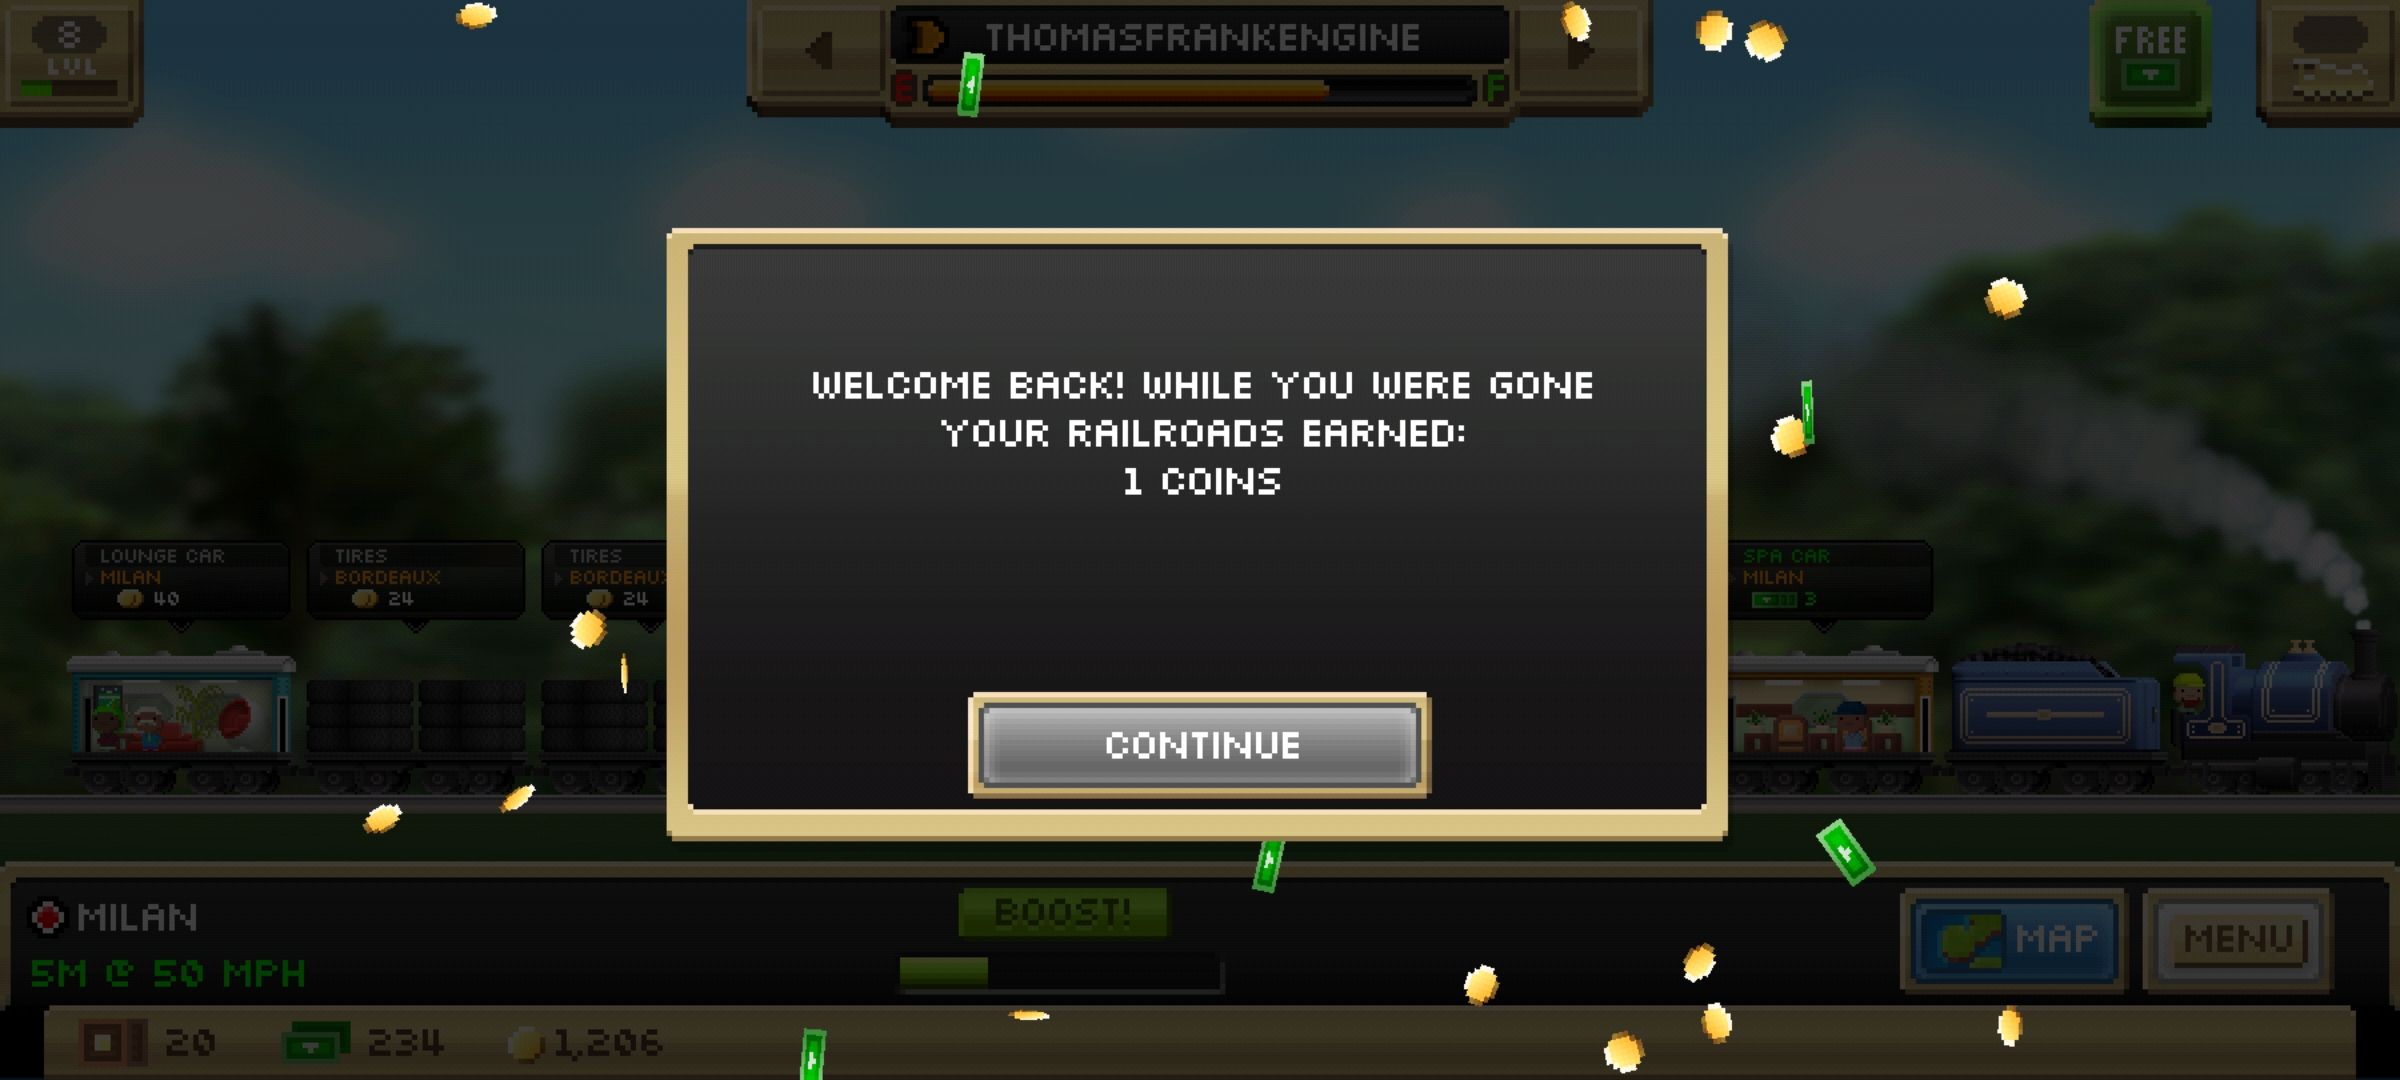 8
LVL
THOMASFRANKENGINE
E
F
FREE
WELCOME BACK! WHILE YOU WERE GONE
YOUR RAILROADS EARNED:
1 COINS
CONTINUE
LOUNGE CAR
MILAN
40
TIRES
BORDEAUX
24
TIRES
BORDEAUX
24
SPA CAR
MILAN
3
MILAN
5M @ 50 MPH
BOOST!
MAP
MENU
20
234
1,206